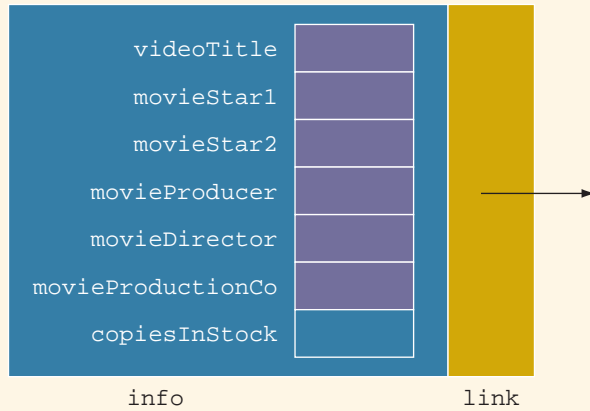 videoTitle
movieStar1
movieStar2
movieProducer
movieDirector
movieProductionCo
copiesInStock
info link